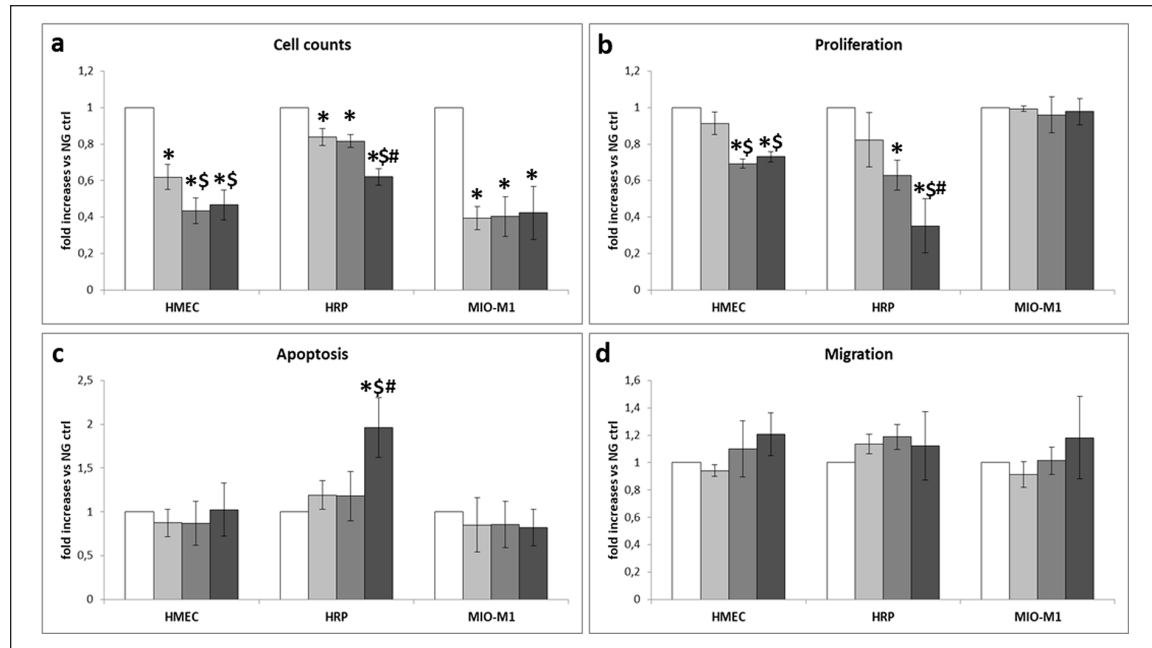 a
Cell counts
fold increases vs NG ctrl
1,2
1
0,8
0,6
0,4
0,2
0
*
*$
*$
*
*
*$#
*
*
*
HMEC
HRP
MIO-M1
b
Proliferation
fold increases vs NG ctrl
1,2
1
0,8
0,6
0,4
0,2
0
*$
*$
*
*$#
HMEC
HRP
MIO-M1
c
Apoptosis
fold increases vs NG ctrl
2,5
2
1,5
1
0,5
0
*$#
HMEC
HRP
MIO-M1
d
Migration
fold increases vs NG ctrl
1,6
1,4
1,2
1
0,8
0,6
0,4
0,2
0
HMEC
HRP
MIO-M1